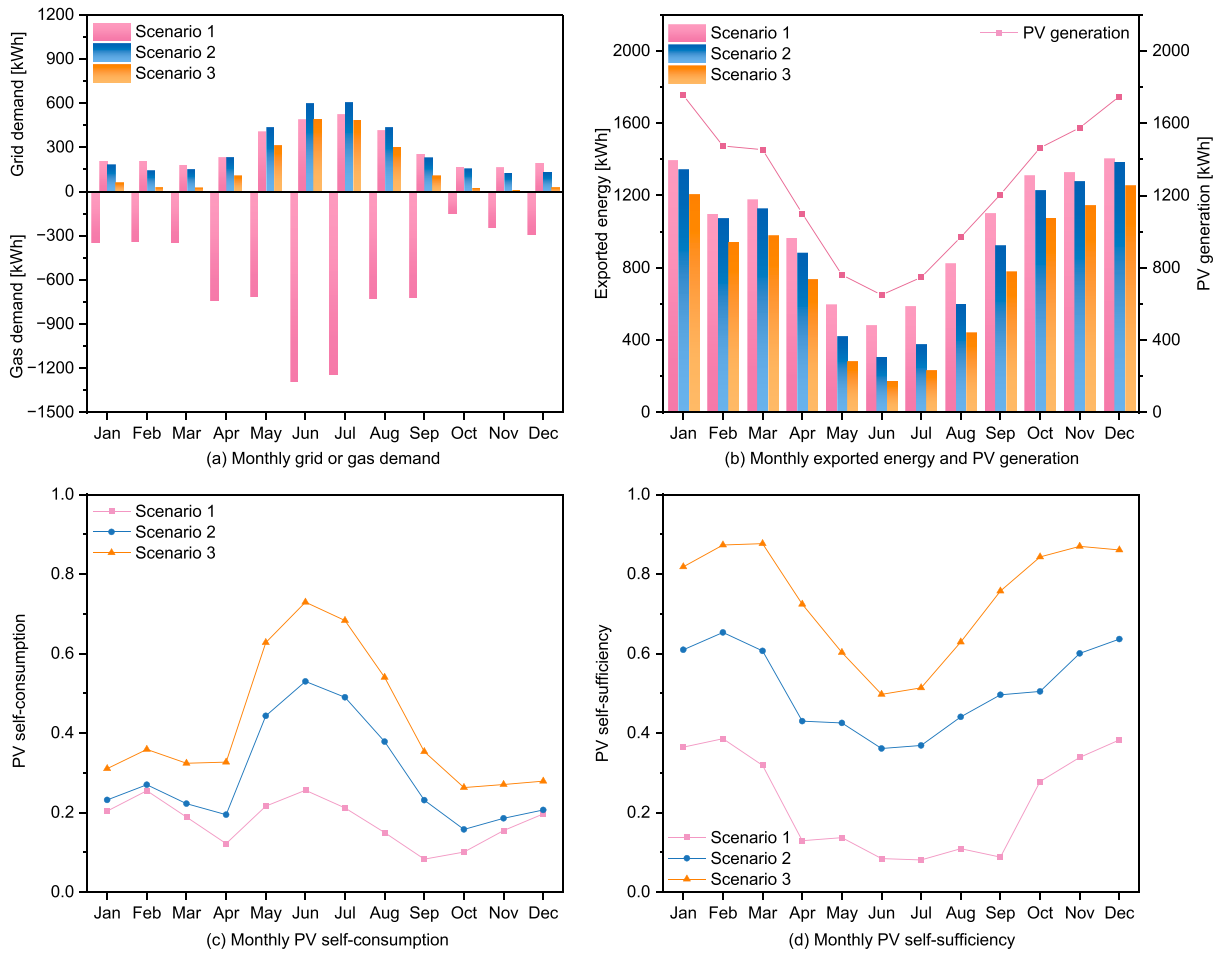 Grid demand [kWh]
Gas demand [kWh]
1200
900
600
300
0
−300
−600
−900
−1200
−1500
Scenario 1
Scenario 2
Scenario 3
Jan Feb Mar Apr May Jun Jul Aug Sep Oct Nov Dec
(a) Monthly grid or gas demand
Exported energy [kWh]
2000
1600
1200
800
400
0
Scenario 1
Scenario 2
Scenario 3
PV generation
2000
1600
1200
800
400
0
PV generation [kWh]
Jan Feb Mar Apr May Jun Jul Aug Sep Oct Nov Dec
(b) Monthly exported energy and PV generation
PV self-consumption
1.0
0.8
0.6
0.4
0.2
0.0
Scenario 1
Scenario 2
Scenario 3
Jan Feb Mar Apr May Jun Jul Aug Sep Oct Nov Dec
(c) Monthly PV self-consumption
PV self-sufficiency
1.0
0.8
0.6
0.4
0.2
0.0
Scenario 1
Scenario 2
Scenario 3
Jan Feb Mar Apr May Jun Jul Aug Sep Oct Nov Dec
(d) Monthly PV self-sufficiency